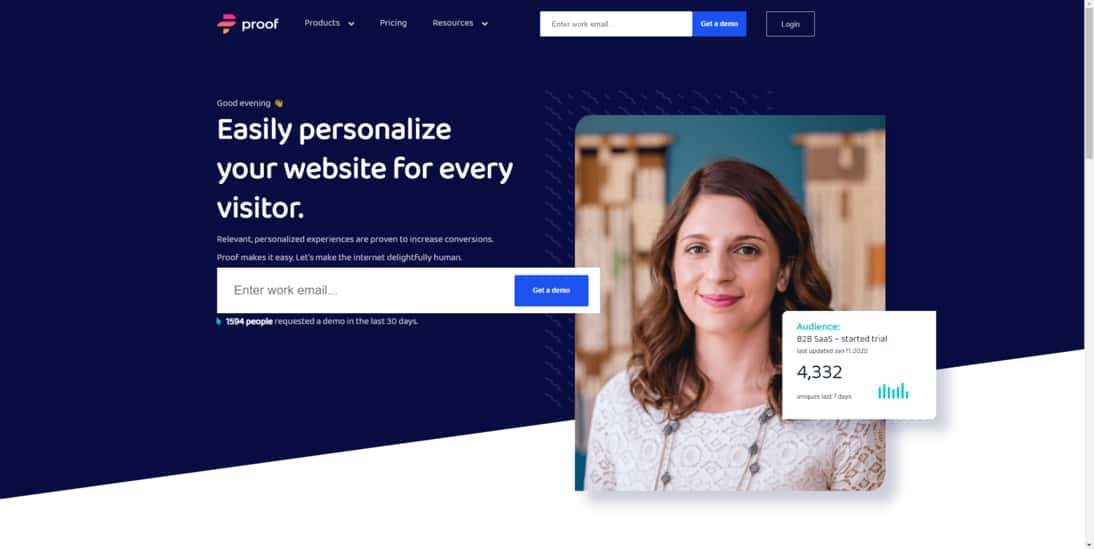 proof
Products
Pricing
Resources
Enter work email...
Get a demo
Login
Good evening 👋
Easily personalize
your website for every
visitor.
Relevant, personalized experiences are proven to increase conversions.
Proof makes it easy. Let's make the internet delightfully human.
Enter work email...
Get a demo
1594 people requested a demo in the last 30 days.
Audience:
B2B SaaS – started trial
last updated Jan 11, 2020
4,332
uniques last 7 days